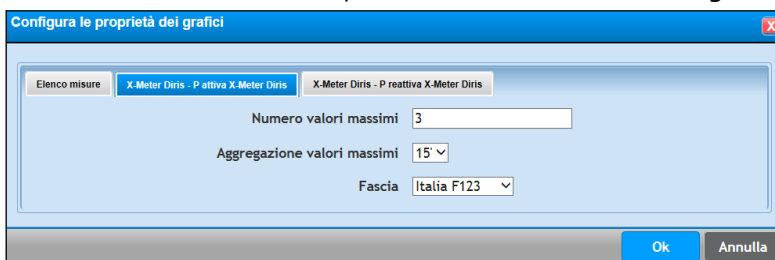 Configura le proprietà dei grafici
X
Elenco misure X-Meter Diris - P attiva X-Meter Diris X-Meter Diris - P reattiva X-Meter Diris
Numero valori massimi 3
Aggregazione valori massimi 15'
Fascia Italia F123
Ok Annulla